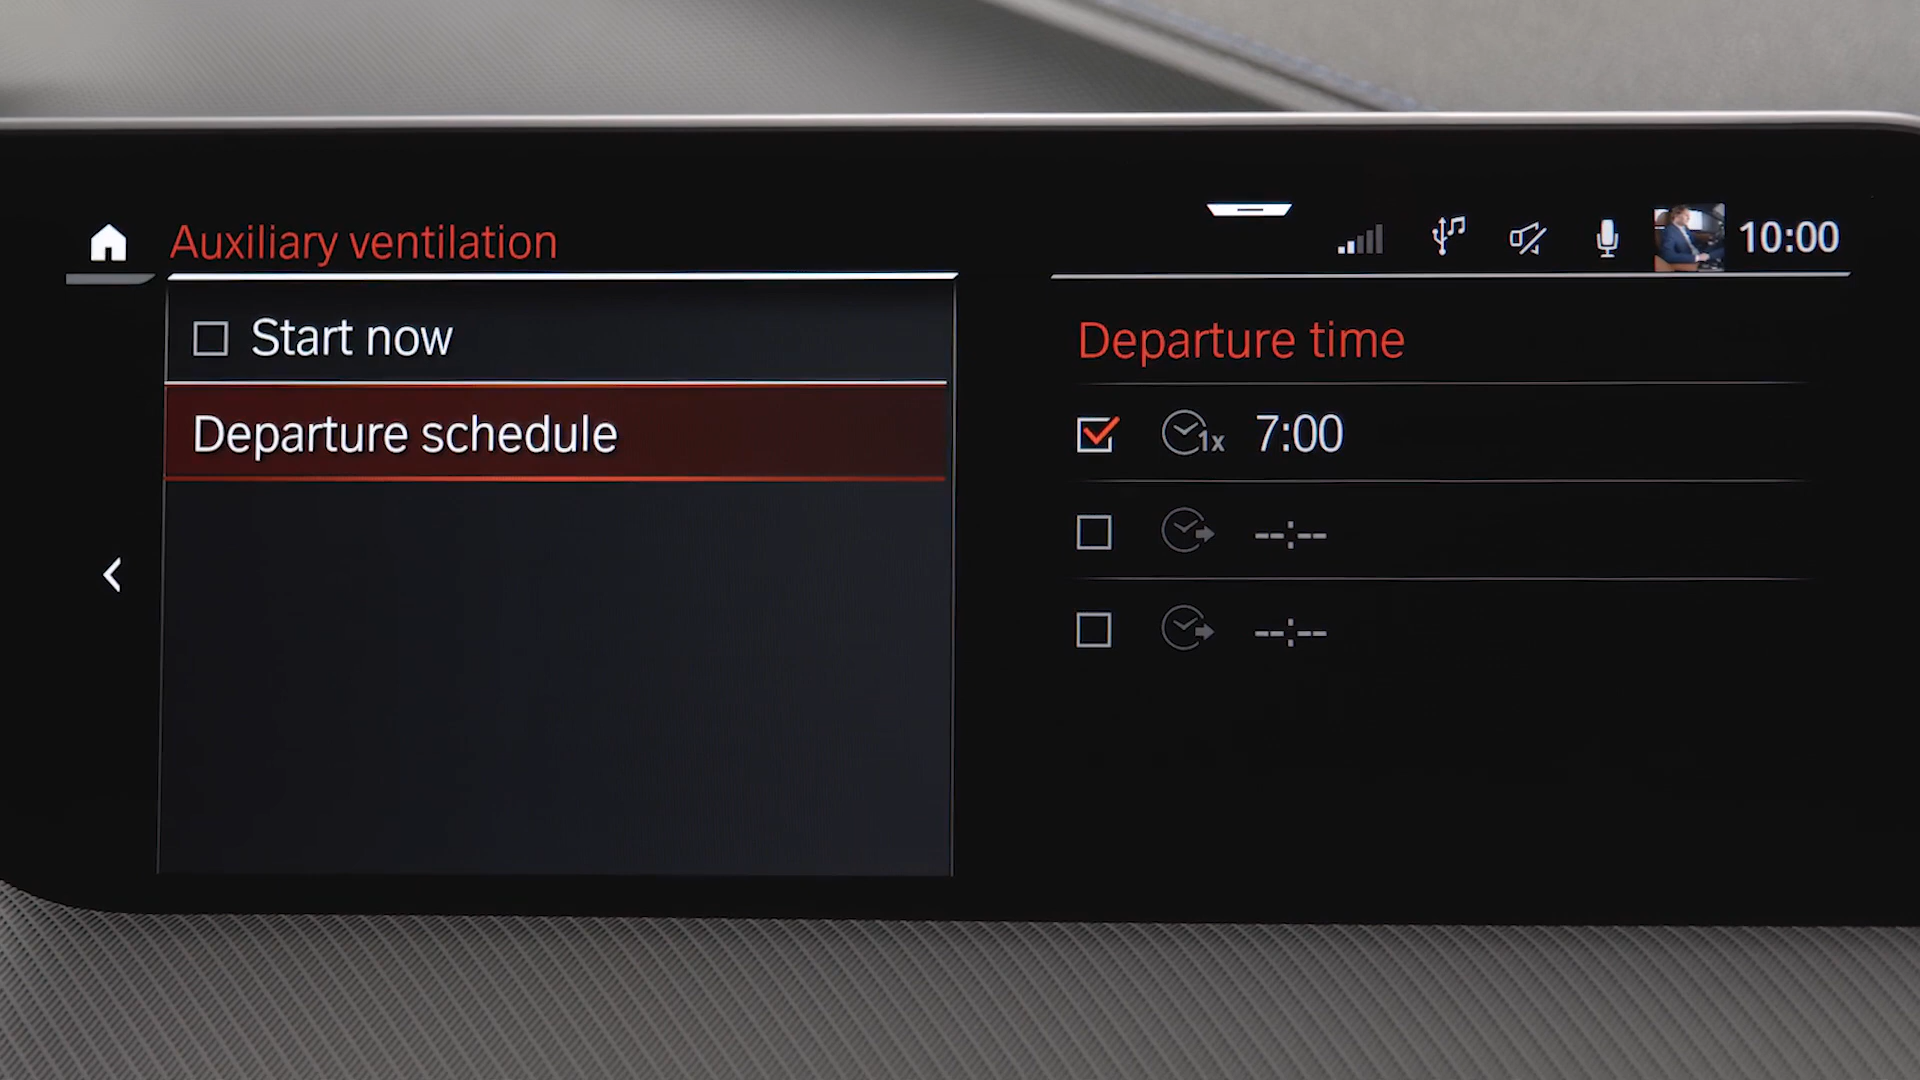 Auxiliary ventilation
10:00
Start now
Departure time
Departure schedule
1x 7:00
--:--
--:--